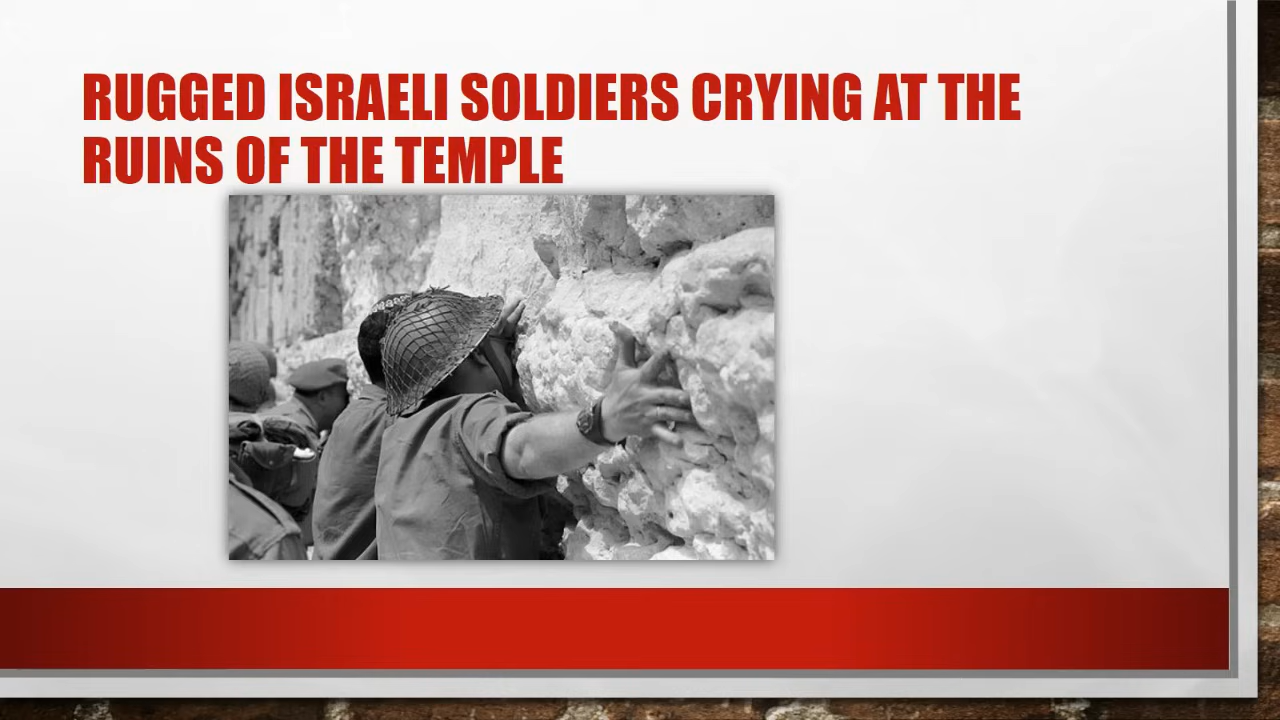 RUGGED ISRAELI SOLDIERS CRYING AT THE
RUINS OF THE TEMPLE